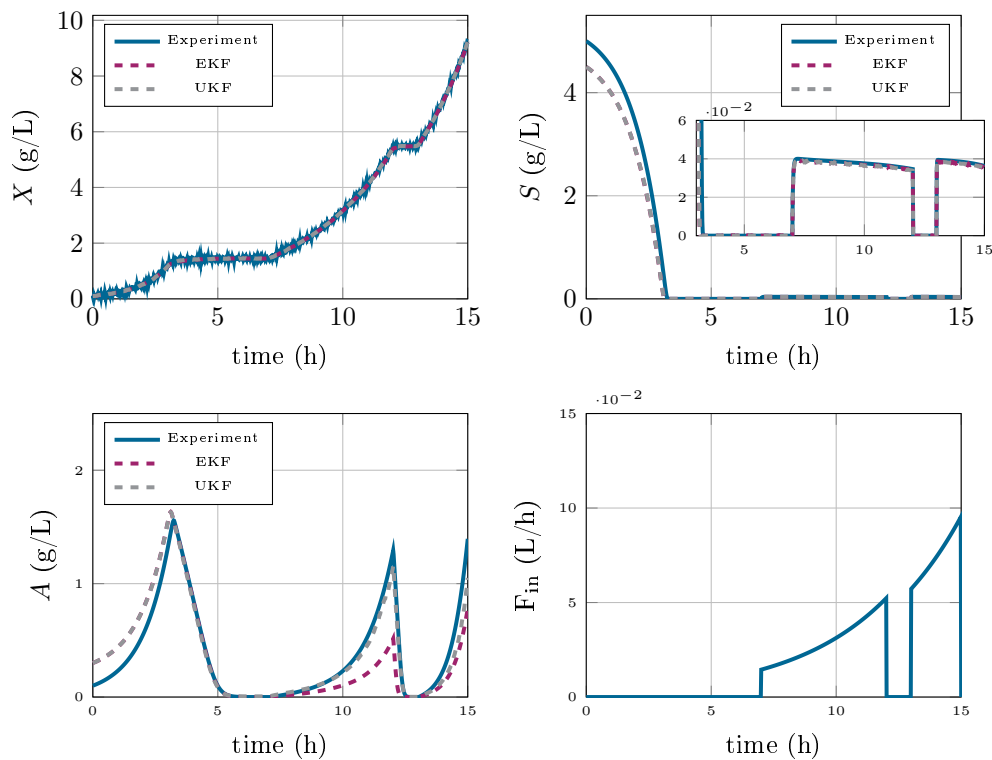 X (g/L)
10
8
6
4
2
0
Experiment
EKF
UKF
0 5 10 15
time (h)
S (g/L)
4
2
0
Experiment
EKF
UKF
·10⁻²
6
4
2
0
5 10 15
0 5 10 15
time (h)
A (g/L)
2
1
0
Experiment
EKF
UKF
0 5 10 15
time (h)
F_in (L/h)
·10⁻²
15
10
5
0
0 5 10 15
time (h)